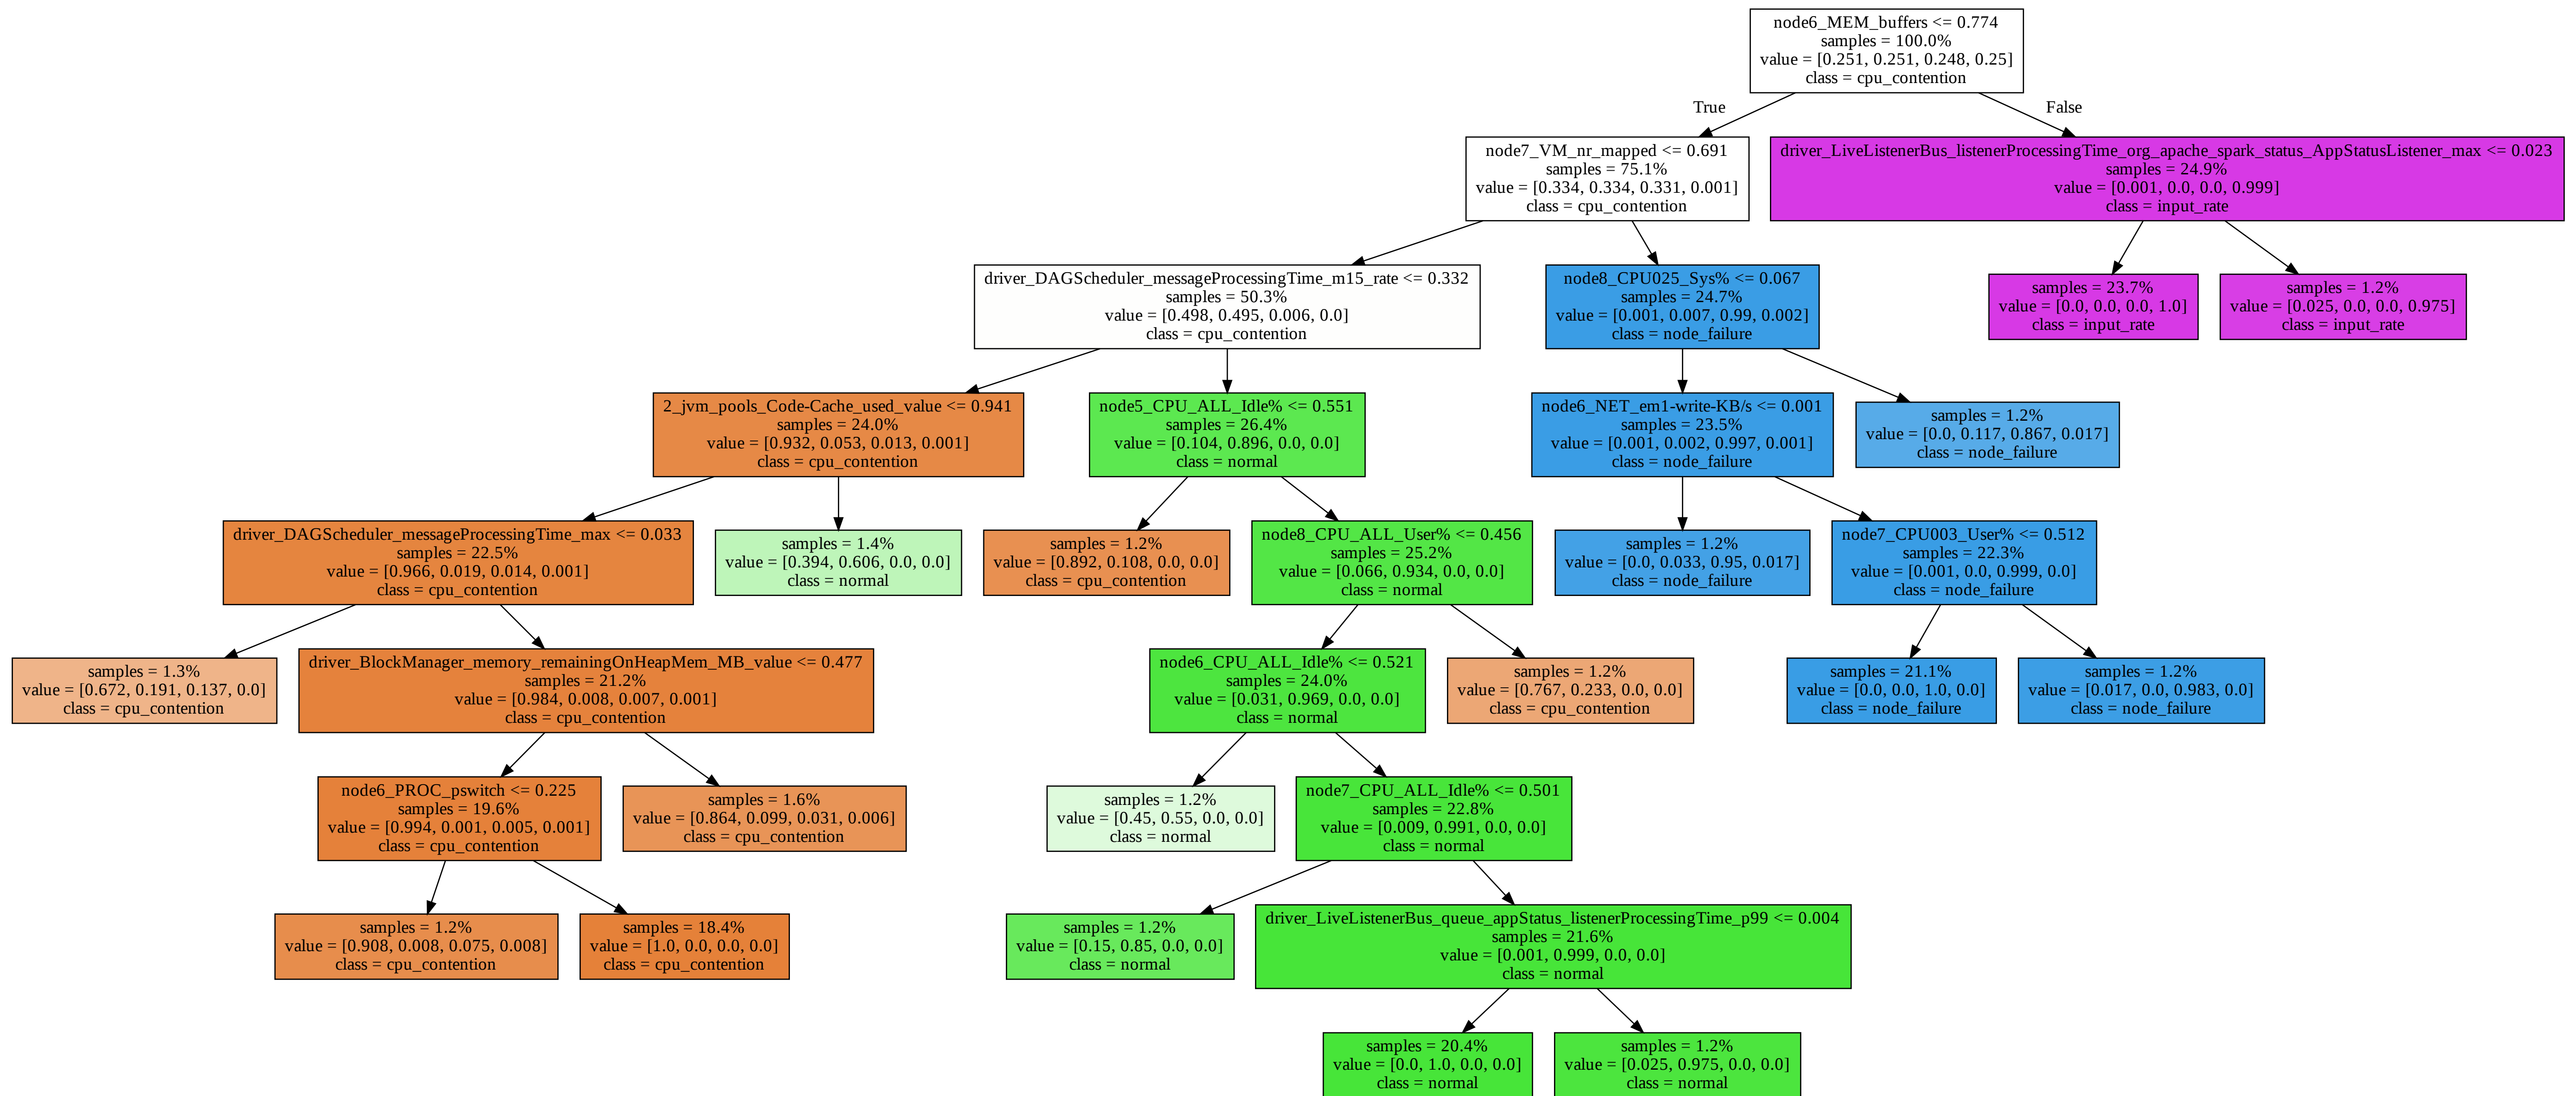 node6_MEM_buffers <= 0.774
samples = 100.0%
value = [0.251, 0.251, 0.248, 0.25]
class = cpu_contention
True
False
node7_VM_nr_mapped <= 0.691
samples = 75.1%
value = [0.334, 0.334, 0.331, 0.001]
class = cpu_contention
driver_LiveListenerBus_listenerProcessingTime_org_apache_spark_status_AppStatusListener_max <= 0.023
samples = 24.9%
value = [0.001, 0.0, 0.0, 0.999]
class = input_rate
driver_DAGScheduler_messageProcessingTime_m15_rate <= 0.332
samples = 50.3%
value = [0.498, 0.495, 0.006, 0.0]
class = cpu_contention
node8_CPU025_Sys% <= 0.067
samples = 24.7%
value = [0.001, 0.007, 0.99, 0.002]
class = node_failure
samples = 23.7%
value = [0.0, 0.0, 0.0, 1.0]
class = input_rate
samples = 1.2%
value = [0.025, 0.0, 0.0, 0.975]
class = input_rate
2_jvm_pools_Code-Cache_used_value <= 0.941
samples = 24.0%
value = [0.932, 0.053, 0.013, 0.001]
class = cpu_contention
node5_CPU_ALL_Idle% <= 0.551
samples = 26.4%
value = [0.104, 0.896, 0.0, 0.0]
class = normal
node6_NET_em1-write-KB/s <= 0.001
samples = 23.5%
value = [0.001, 0.002, 0.997, 0.001]
class = node_failure
samples = 1.2%
value = [0.0, 0.117, 0.867, 0.017]
class = node_failure
driver_DAGScheduler_messageProcessingTime_max <= 0.033
samples = 22.5%
value = [0.966, 0.019, 0.014, 0.001]
class = cpu_contention
samples = 1.4%
value = [0.394, 0.606, 0.0, 0.0]
class = normal
samples = 1.2%
value = [0.892, 0.108, 0.0, 0.0]
class = cpu_contention
node8_CPU_ALL_User% <= 0.456
samples = 25.2%
value = [0.066, 0.934, 0.0, 0.0]
class = normal
samples = 1.2%
value = [0.0, 0.033, 0.95, 0.017]
class = node_failure
node7_CPU003_User% <= 0.512
samples = 22.3%
value = [0.001, 0.0, 0.999, 0.0]
class = node_failure
samples = 1.3%
value = [0.672, 0.191, 0.137, 0.0]
class = cpu_contention
driver_BlockManager_memory_remainingOnHeapMem_MB_value <= 0.477
samples = 21.2%
value = [0.984, 0.008, 0.007, 0.001]
class = cpu_contention
node6_CPU_ALL_Idle% <= 0.521
samples = 24.0%
value = [0.031, 0.969, 0.0, 0.0]
class = normal
samples = 1.2%
value = [0.767, 0.233, 0.0, 0.0]
class = cpu_contention
samples = 21.1%
value = [0.0, 0.0, 1.0, 0.0]
class = node_failure
samples = 1.2%
value = [0.017, 0.0, 0.983, 0.0]
class = node_failure
node6_PROC_pswitch <= 0.225
samples = 19.6%
value = [0.994, 0.001, 0.005, 0.001]
class = cpu_contention
samples = 1.6%
value = [0.864, 0.099, 0.031, 0.006]
class = cpu_contention
samples = 1.2%
value = [0.45, 0.55, 0.0, 0.0]
class = normal
node7_CPU_ALL_Idle% <= 0.501
samples = 22.8%
value = [0.009, 0.991, 0.0, 0.0]
class = normal
samples = 1.2%
value = [0.908, 0.008, 0.075, 0.008]
class = cpu_contention
samples = 18.4%
value = [1.0, 0.0, 0.0, 0.0]
class = cpu_contention
samples = 1.2%
value = [0.15, 0.85, 0.0, 0.0]
class = normal
driver_LiveListenerBus_queue_appStatus_listenerProcessingTime_p99 <= 0.004
samples = 21.6%
value = [0.001, 0.999, 0.0, 0.0]
class = normal
samples = 20.4%
value = [0.0, 1.0, 0.0, 0.0]
class = normal
samples = 1.2%
value = [0.025, 0.975, 0.0, 0.0]
class = normal